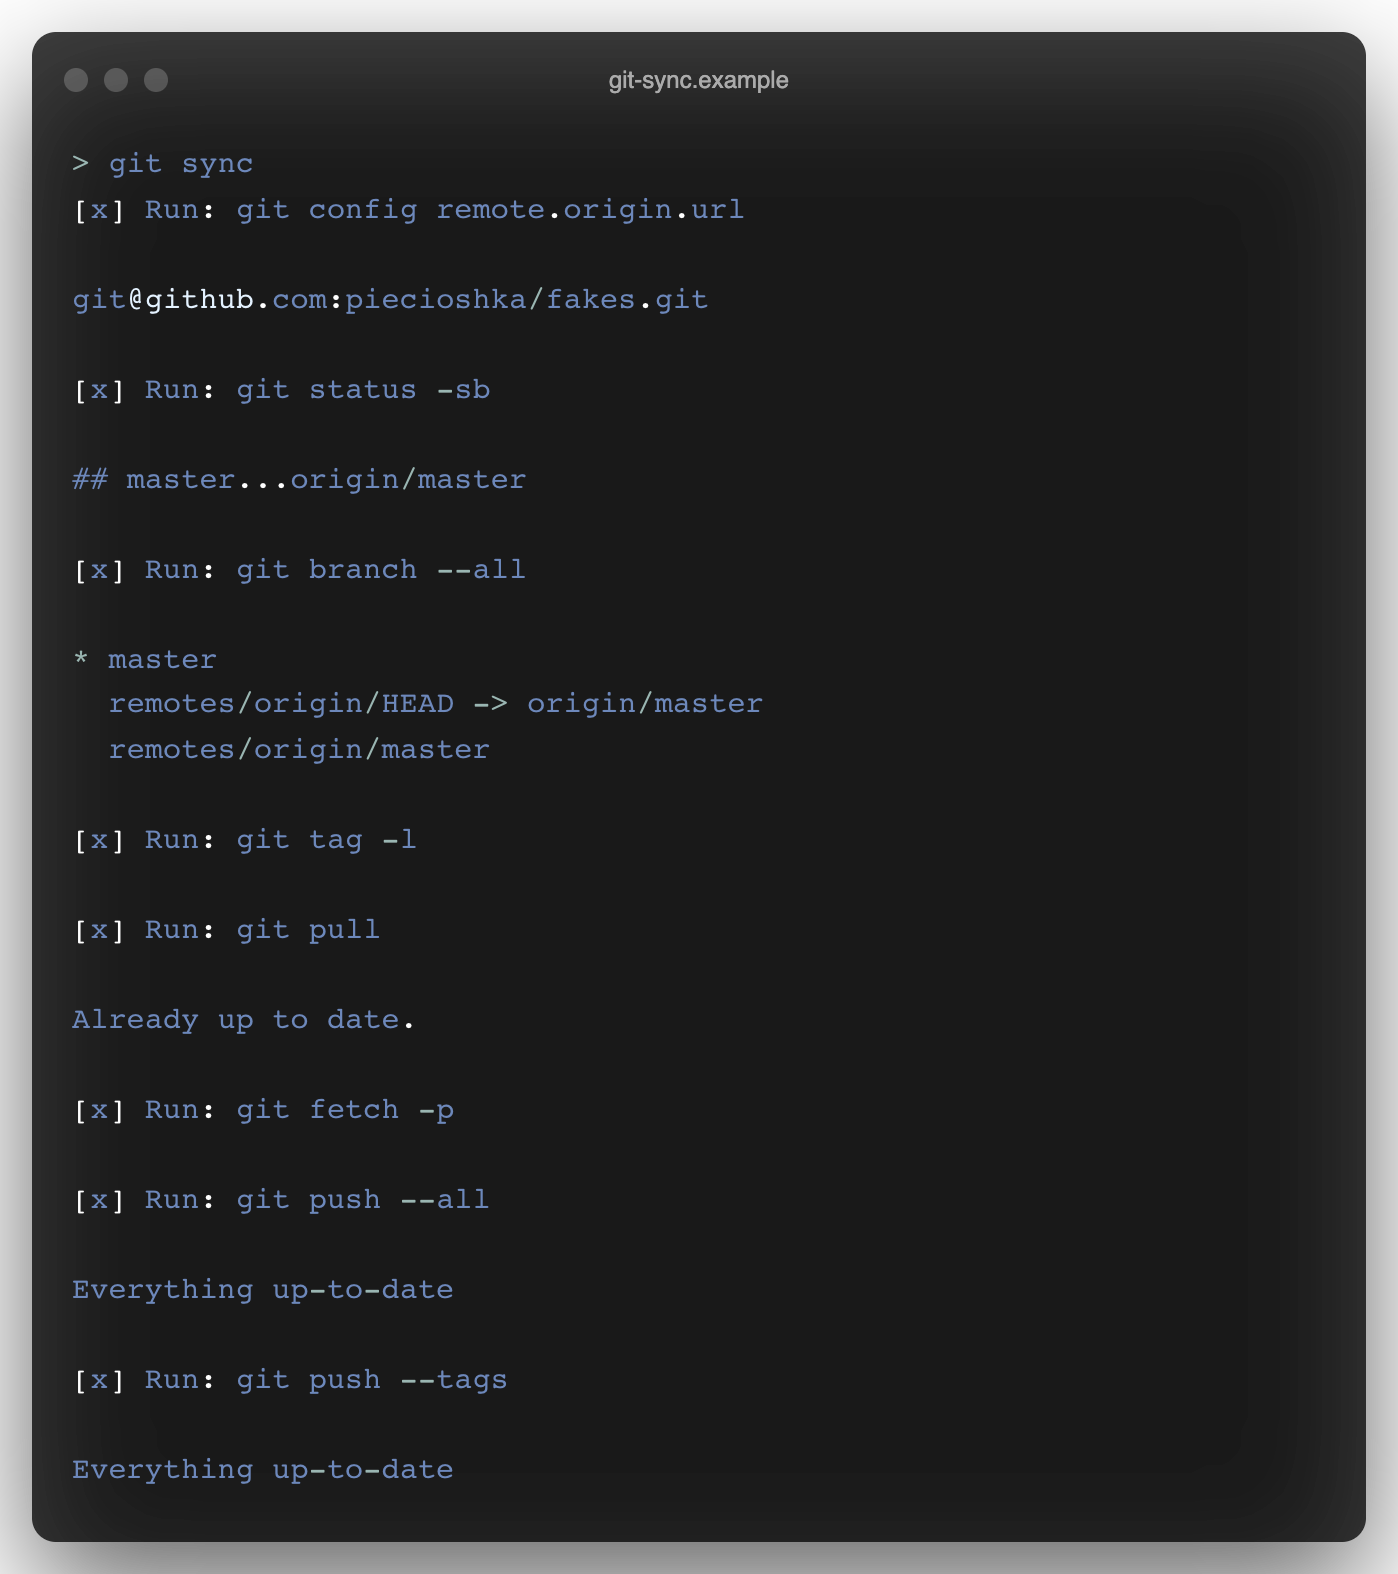 git-sync.example
> git sync
[x] Run: git config remote.origin.url
git@github.com:piecioshka/fakes.git
[x] Run: git status -sb
## master...origin/master
[x] Run: git branch --all
* master
  remotes/origin/HEAD -> origin/master
  remotes/origin/master
[x] Run: git tag -l
[x] Run: git pull
Already up to date.
[x] Run: git fetch -p
[x] Run: git push --all
Everything up-to-date
[x] Run: git push --tags
Everything up-to-date